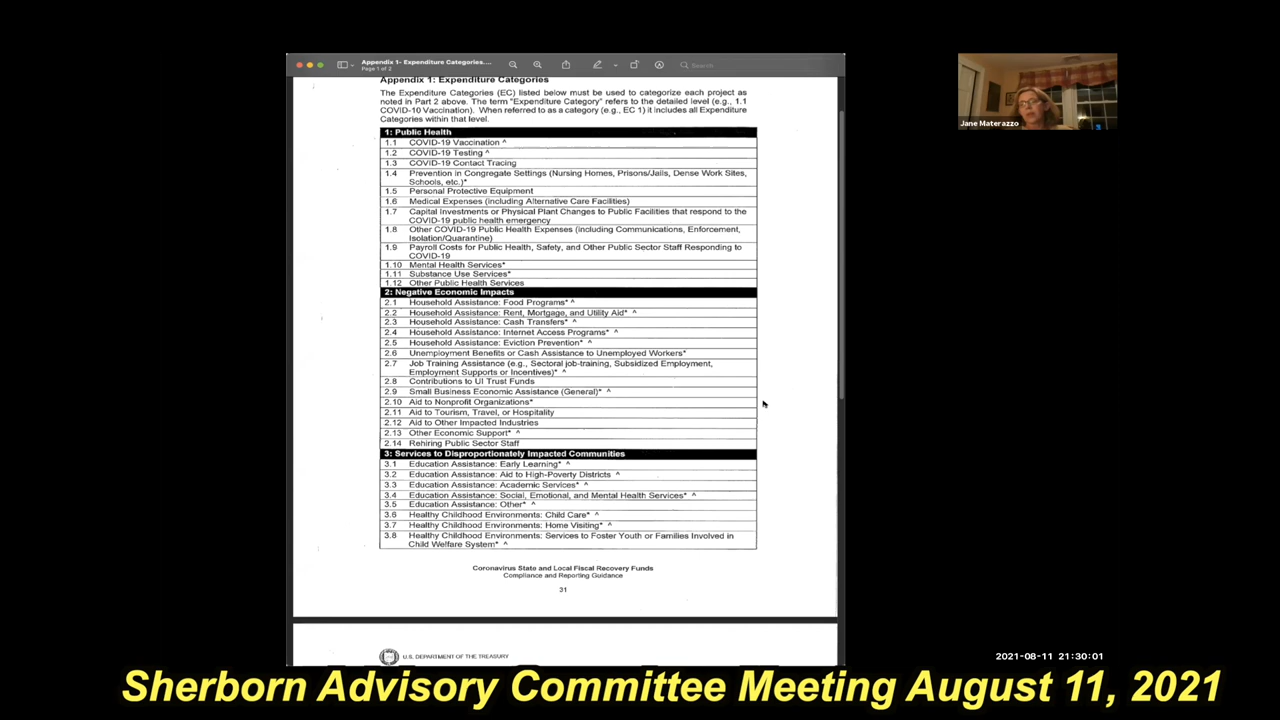 Appendix 1- Expenditure Categories....
Page 1 of 2
Search
Appendix 1: Expenditure Categories
The Expenditure Categories (EC) listed below must be used to categorize each project as
noted in Part 2 above. The term "Expenditure Category" refers to the detailed level (e.g., 1.1
COVID-10 Vaccination). When referred to as a category (e.g., EC 1) it includes all Expenditure
Categories within that level.
1: Public Health
1.1 COVID-19 Vaccination ^
1.2 COVID-19 Testing ^
1.3 COVID-19 Contact Tracing
1.4 Prevention in Congregate Settings (Nursing Homes, Prisons/Jails, Dense Work Sites,
Schools, etc.)*
1.5 Personal Protective Equipment
1.6 Medical Expenses (including Alternative Care Facilities)
1.7 Capital Investments or Physical Plant Changes to Public Facilities that respond to the
COVID-19 public health emergency
1.8 Other COVID-19 Public Health Expenses (including Communications, Enforcement,
Isolation/Quarantine)
1.9 Payroll Costs for Public Health, Safety, and Other Public Sector Staff Responding to
COVID-19
1.10 Mental Health Services*
1.11 Substance Use Services*
1.12 Other Public Health Services
2: Negative Economic Impacts
2.1 Household Assistance: Food Programs* ^
2.2 Household Assistance: Rent, Mortgage, and Utility Aid* ^
2.3 Household Assistance: Cash Transfers* ^
2.4 Household Assistance: Internet Access Programs* ^
2.5 Household Assistance: Eviction Prevention* ^
2.6 Unemployment Benefits or Cash Assistance to Unemployed Workers*
2.7 Job Training Assistance (e.g., Sectoral job-training, Subsidized Employment,
Employment Supports or Incentives)* ^
2.8 Contributions to UI Trust Funds
2.9 Small Business Economic Assistance (General)* ^
2.10 Aid to Nonprofit Organizations*
2.11 Aid to Tourism, Travel, or Hospitality
2.12 Aid to Other Impacted Industries
2.13 Other Economic Support* ^
2.14 Rehiring Public Sector Staff
3: Services to Disproportionately Impacted Communities
3.1 Education Assistance: Early Learning* ^
3.2 Education Assistance: Aid to High-Poverty Districts ^
3.3 Education Assistance: Academic Services* ^
3.4 Education Assistance: Social, Emotional, and Mental Health Services* ^
3.5 Education Assistance: Other* ^
3.6 Healthy Childhood Environments: Child Care* ^
3.7 Healthy Childhood Environments: Home Visiting* ^
3.8 Healthy Childhood Environments: Services to Foster Youth or Families Involved in
Child Welfare System* ^
Coronavirus State and Local Fiscal Recovery Funds
Compliance and Reporting Guidance
31
U.S. DEPARTMENT OF THE TREASURY
Jane Materazzo
2021-08-11 21:30:01
Sherborn Advisory Committee Meeting August 11, 2021